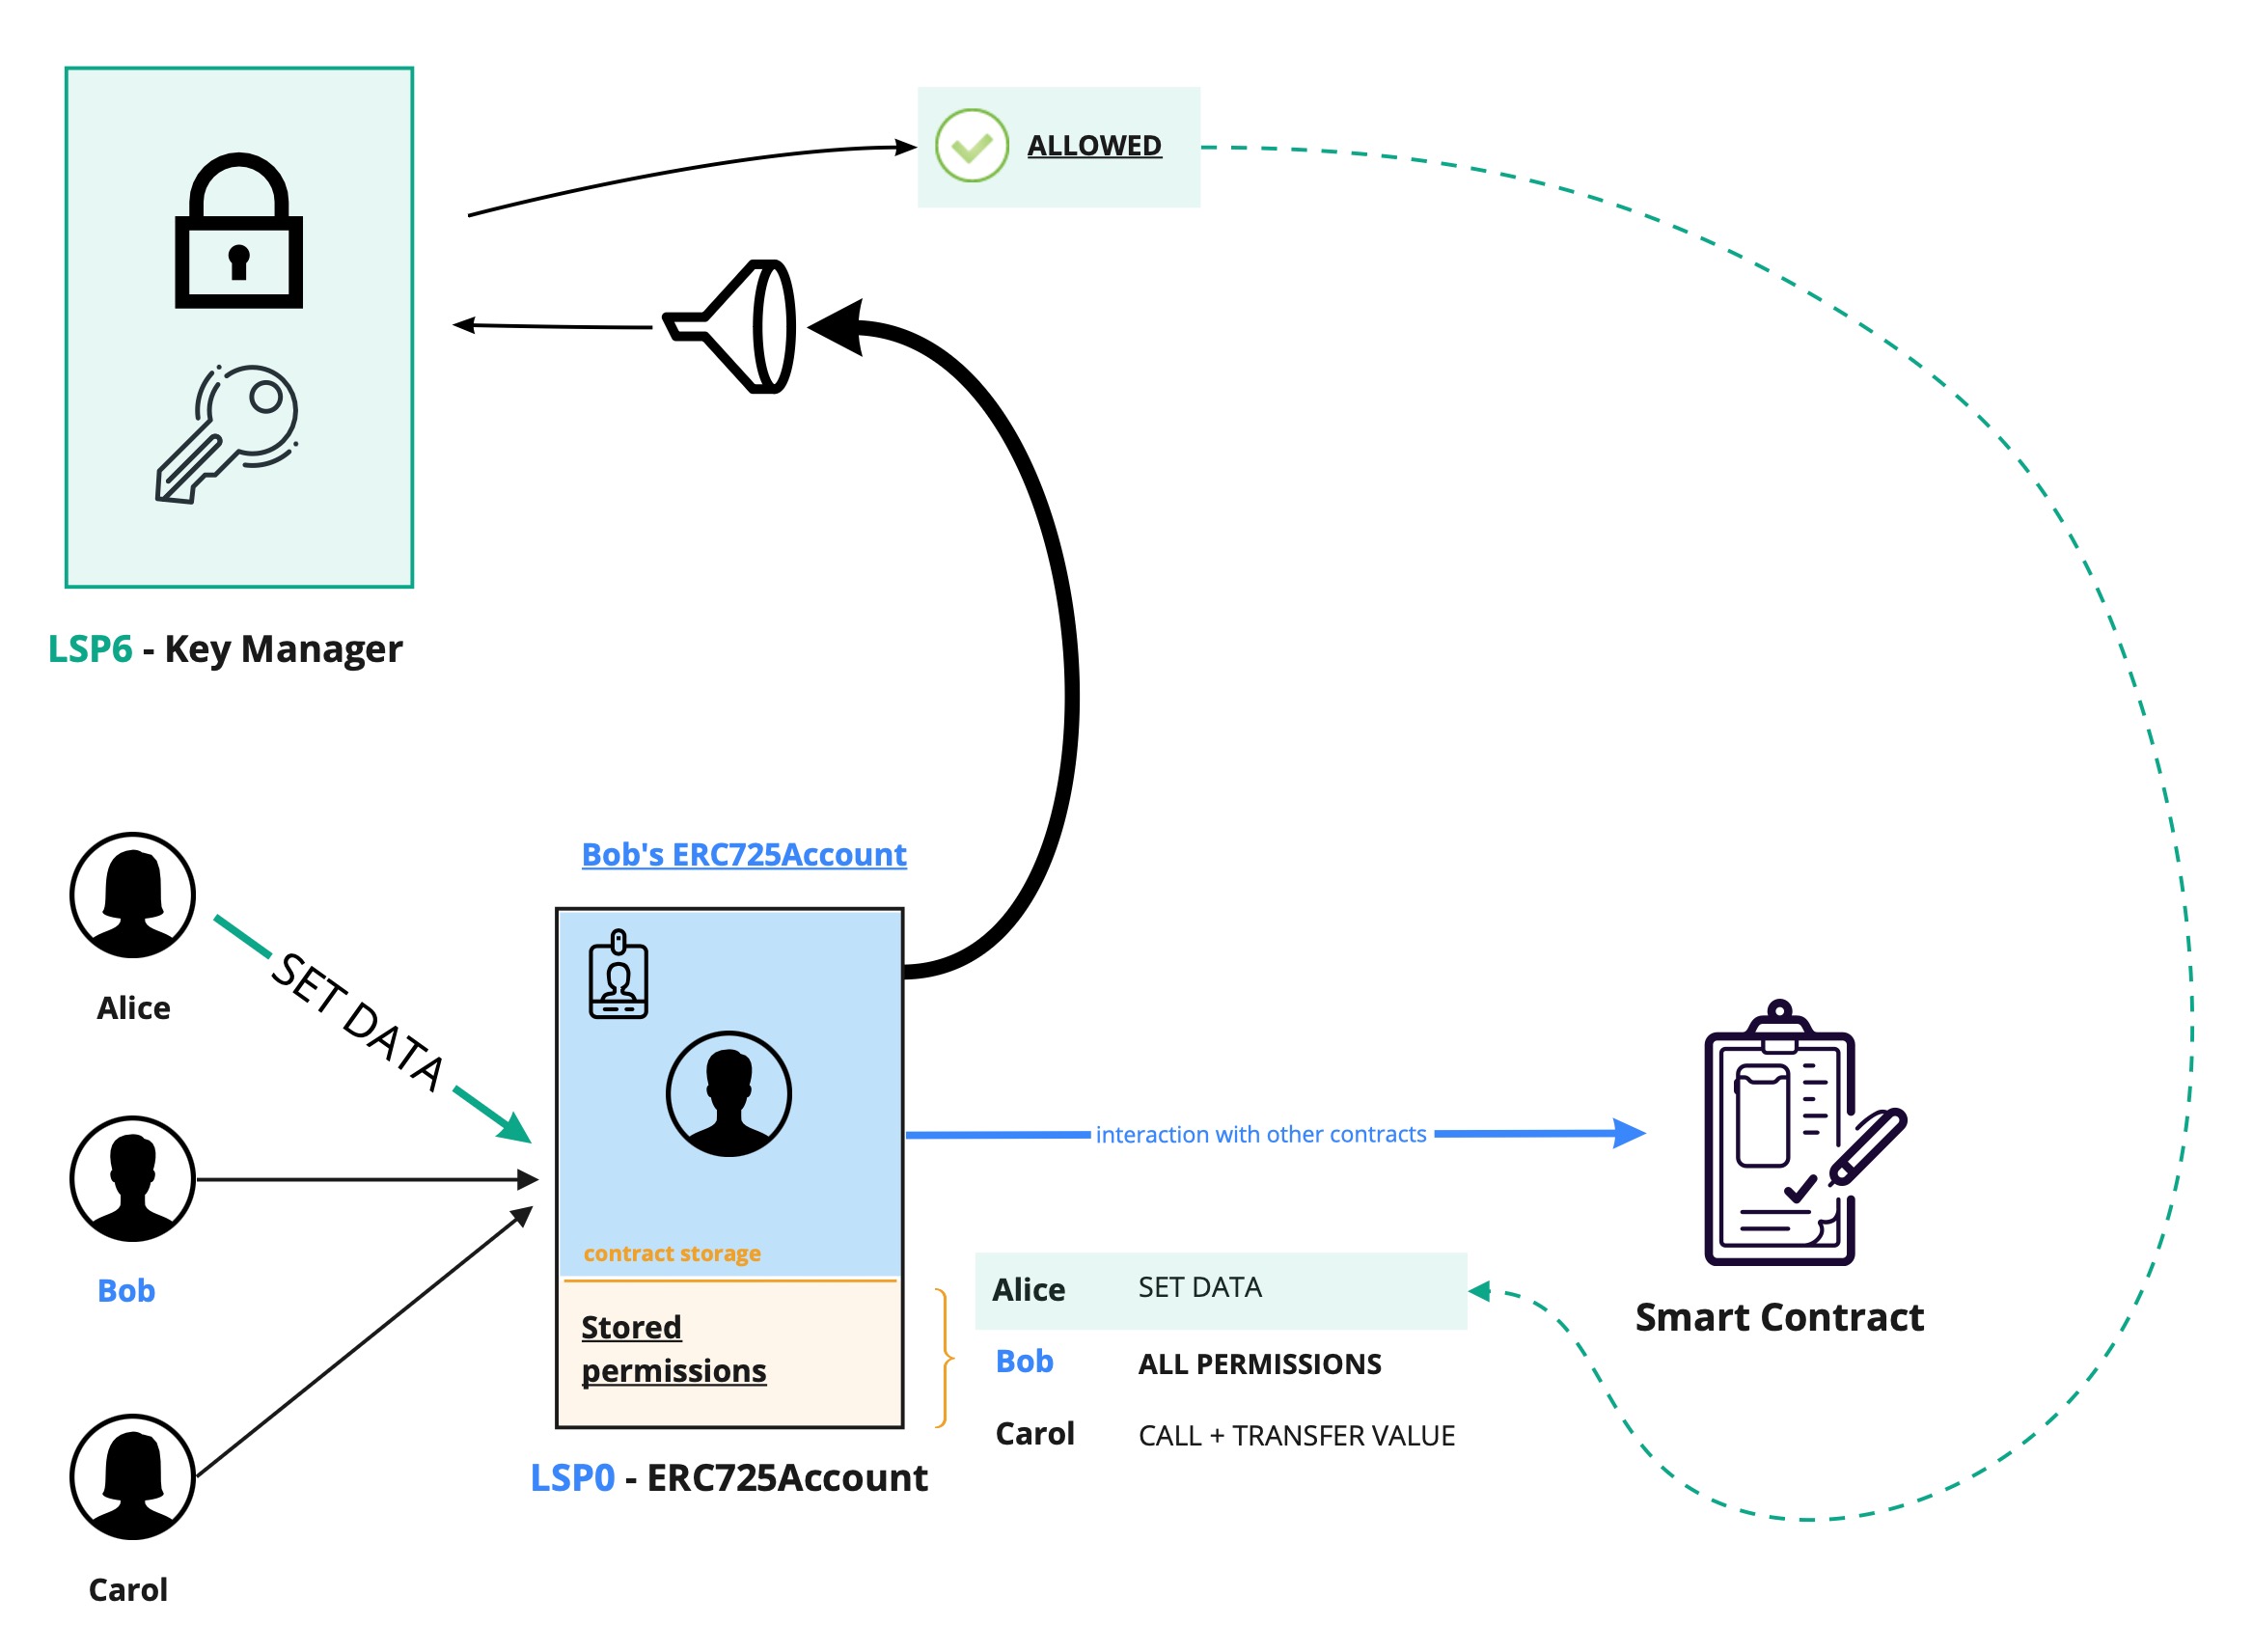 ALLOWED
LSP6 - Key Manager
Bob's ERC725Account
Alice
SET DATA
Bob
Carol
contract storage
Stored
permissions
LSP0 - ERC725Account
interaction with other contracts
Alice SET DATA
Bob ALL PERMISSIONS
Carol CALL + TRANSFER VALUE
Smart Contract